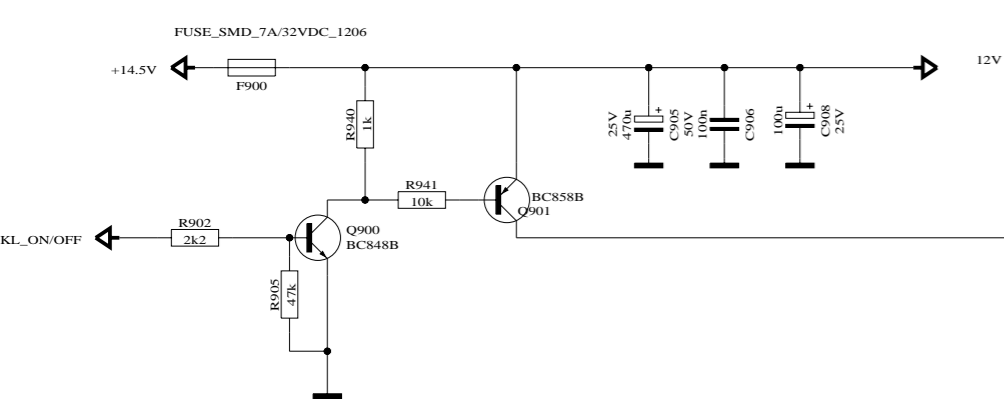 FUSE_SMD_7A/32VDC_1206
+14.5V
F900
12V
R940
1k
25V
470u
C905
50V
100n
C906
100u
C908
25V
R941
10k
BC858B
Q901
R902
2k2
Q900
BC848B
KL_ON/OFF
R905
47k
+
+